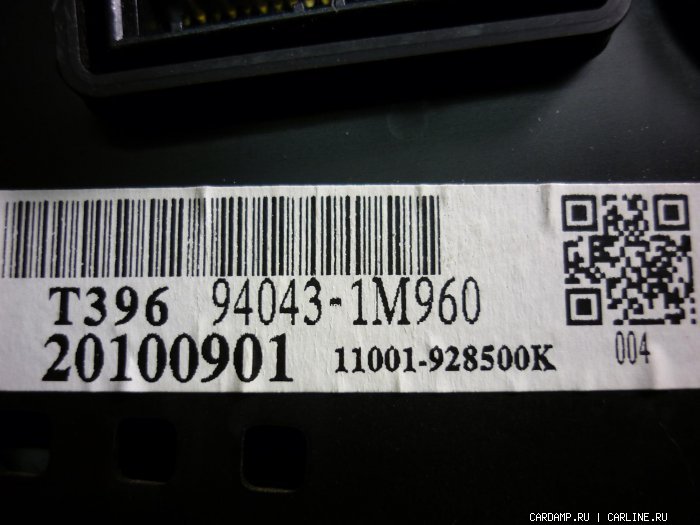 T396 94043-1M960
20100901 11001-928500K
004
CARDAMP.RU | CARLINE.RU